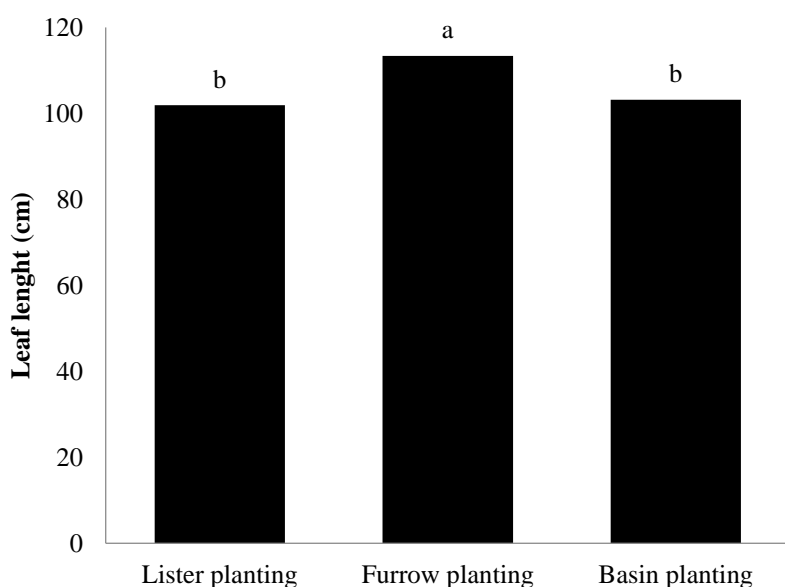 120
100
80
60
40
20
0
Leaf lenght (cm)
b
a
b
Lister planting
Furrow planting
Basin planting